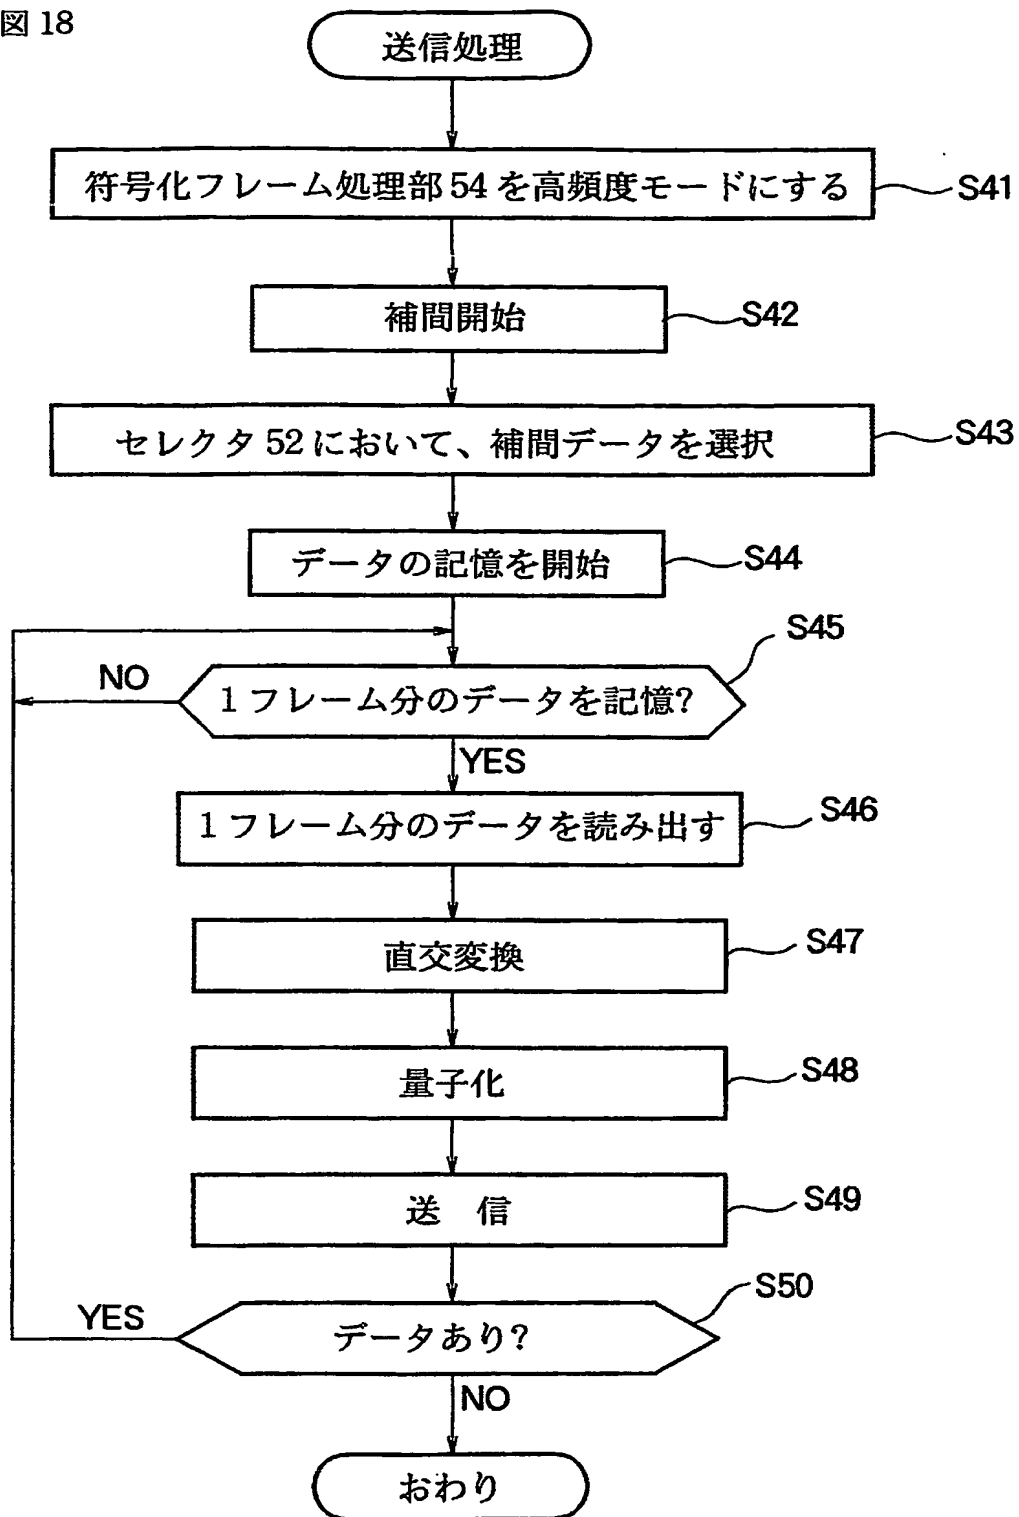 図 18
送信処理
符号化フレーム処理部 54 を高頻度モードにする
S41
補間開始
S42
セレクタ 52 において、補間データを選択
S43
データの記憶を開始
S44
S45
NO
1 フレーム分のデータを記憶?
YES
1 フレーム分のデータを読み出す
S46
直交変換
S47
量子化
S48
送 信
S49
S50
YES
データあり?
NO
おわり